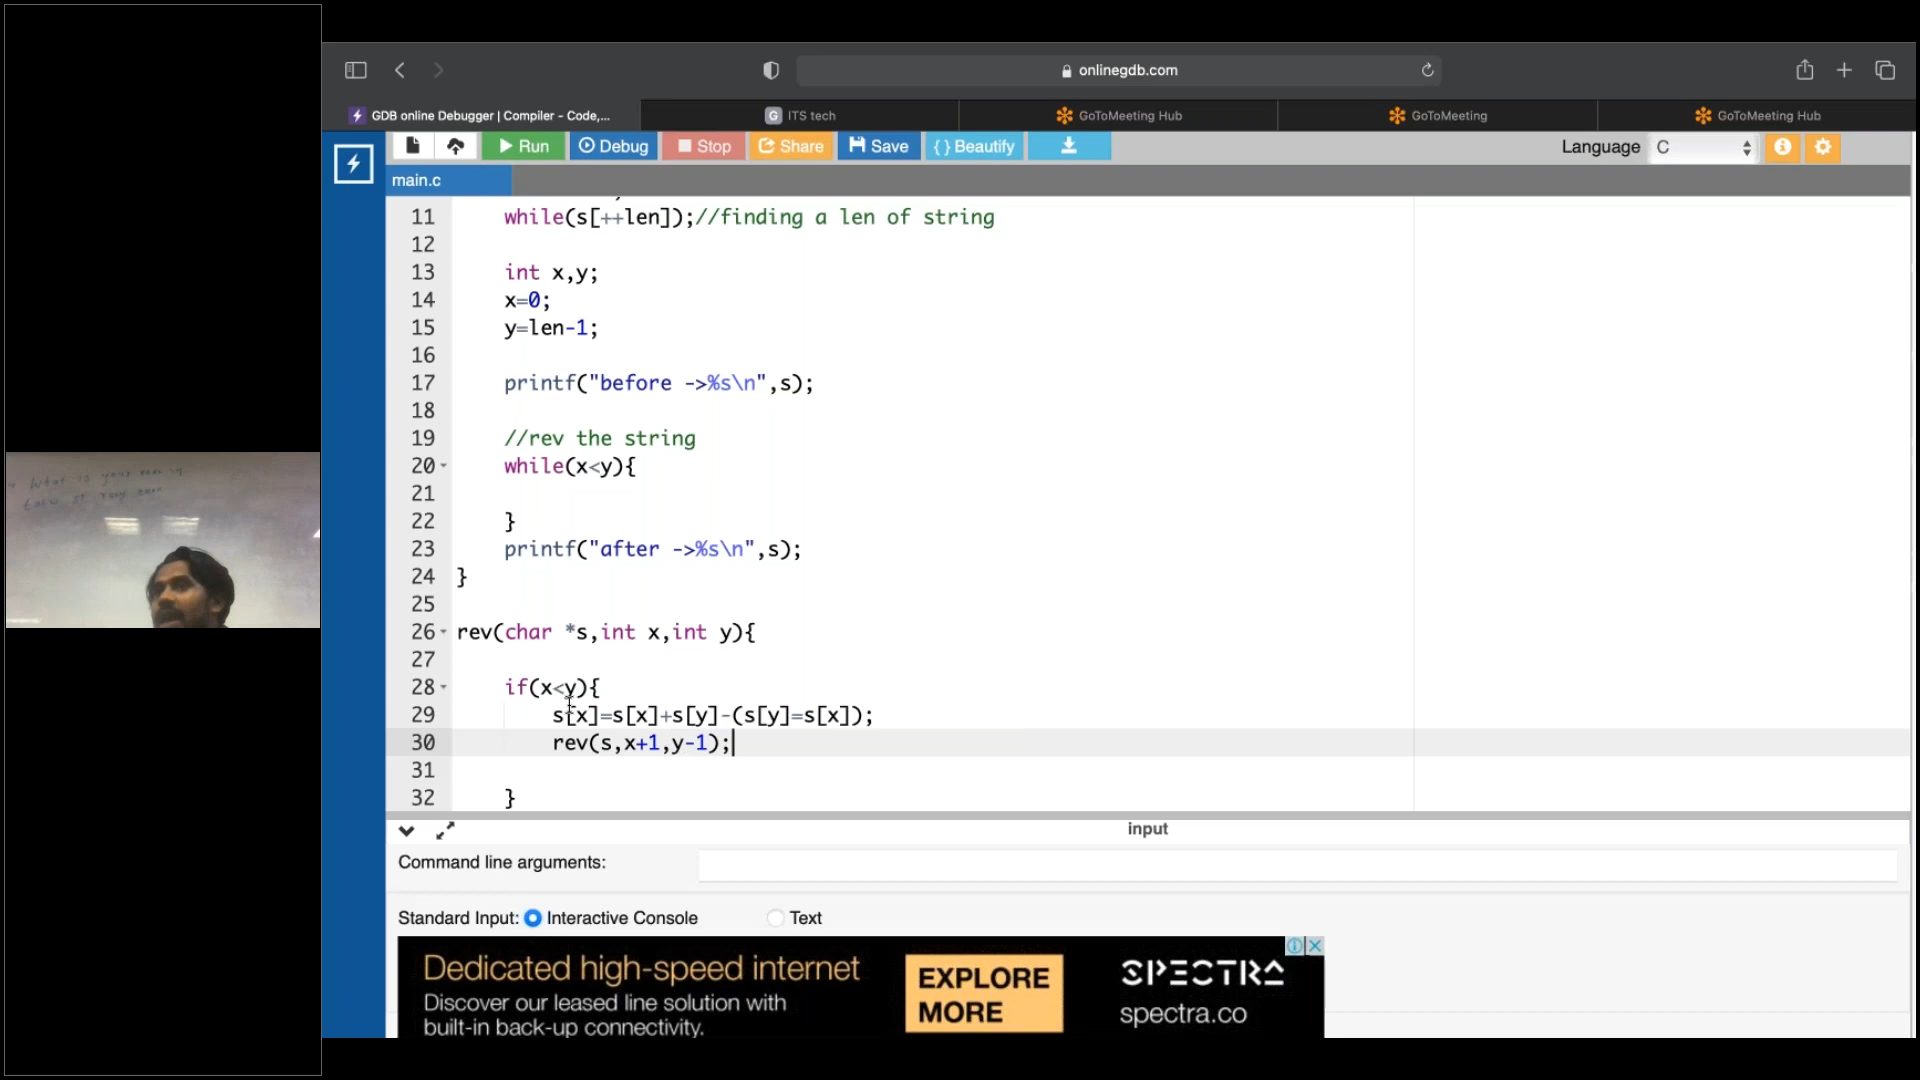 onlinegdb.com
GDB online Debugger | Compiler - Code,...
G ITS tech
GoToMeeting Hub
GoToMeeting
GoToMeeting Hub
Run
Debug
Stop
Share
Save
{ } Beautify
Language C
main.c
11 while(s[++len]);//finding a len of string
12
13 int x,y;
14 x=0;
15 y=len-1;
16
17 printf("before ->%s\n",s);
18
19 //rev the string
20 while(x<y){
21
22 }
23 printf("after ->%s\n",s);
24 }
25
26 rev(char *s,int x,int y){
27
28 if(x<y){
29 s[x]=s[x]+s[y]-(s[y]=s[x]);
30 rev(s,x+1,y-1);
31
32 }
input
Command line arguments:
Standard Input: Interactive Console Text
Dedicated high-speed internet
Discover our leased line solution with
built-in back-up connectivity.
EXPLORE
MORE
SPECTRA
spectra.co
What is your